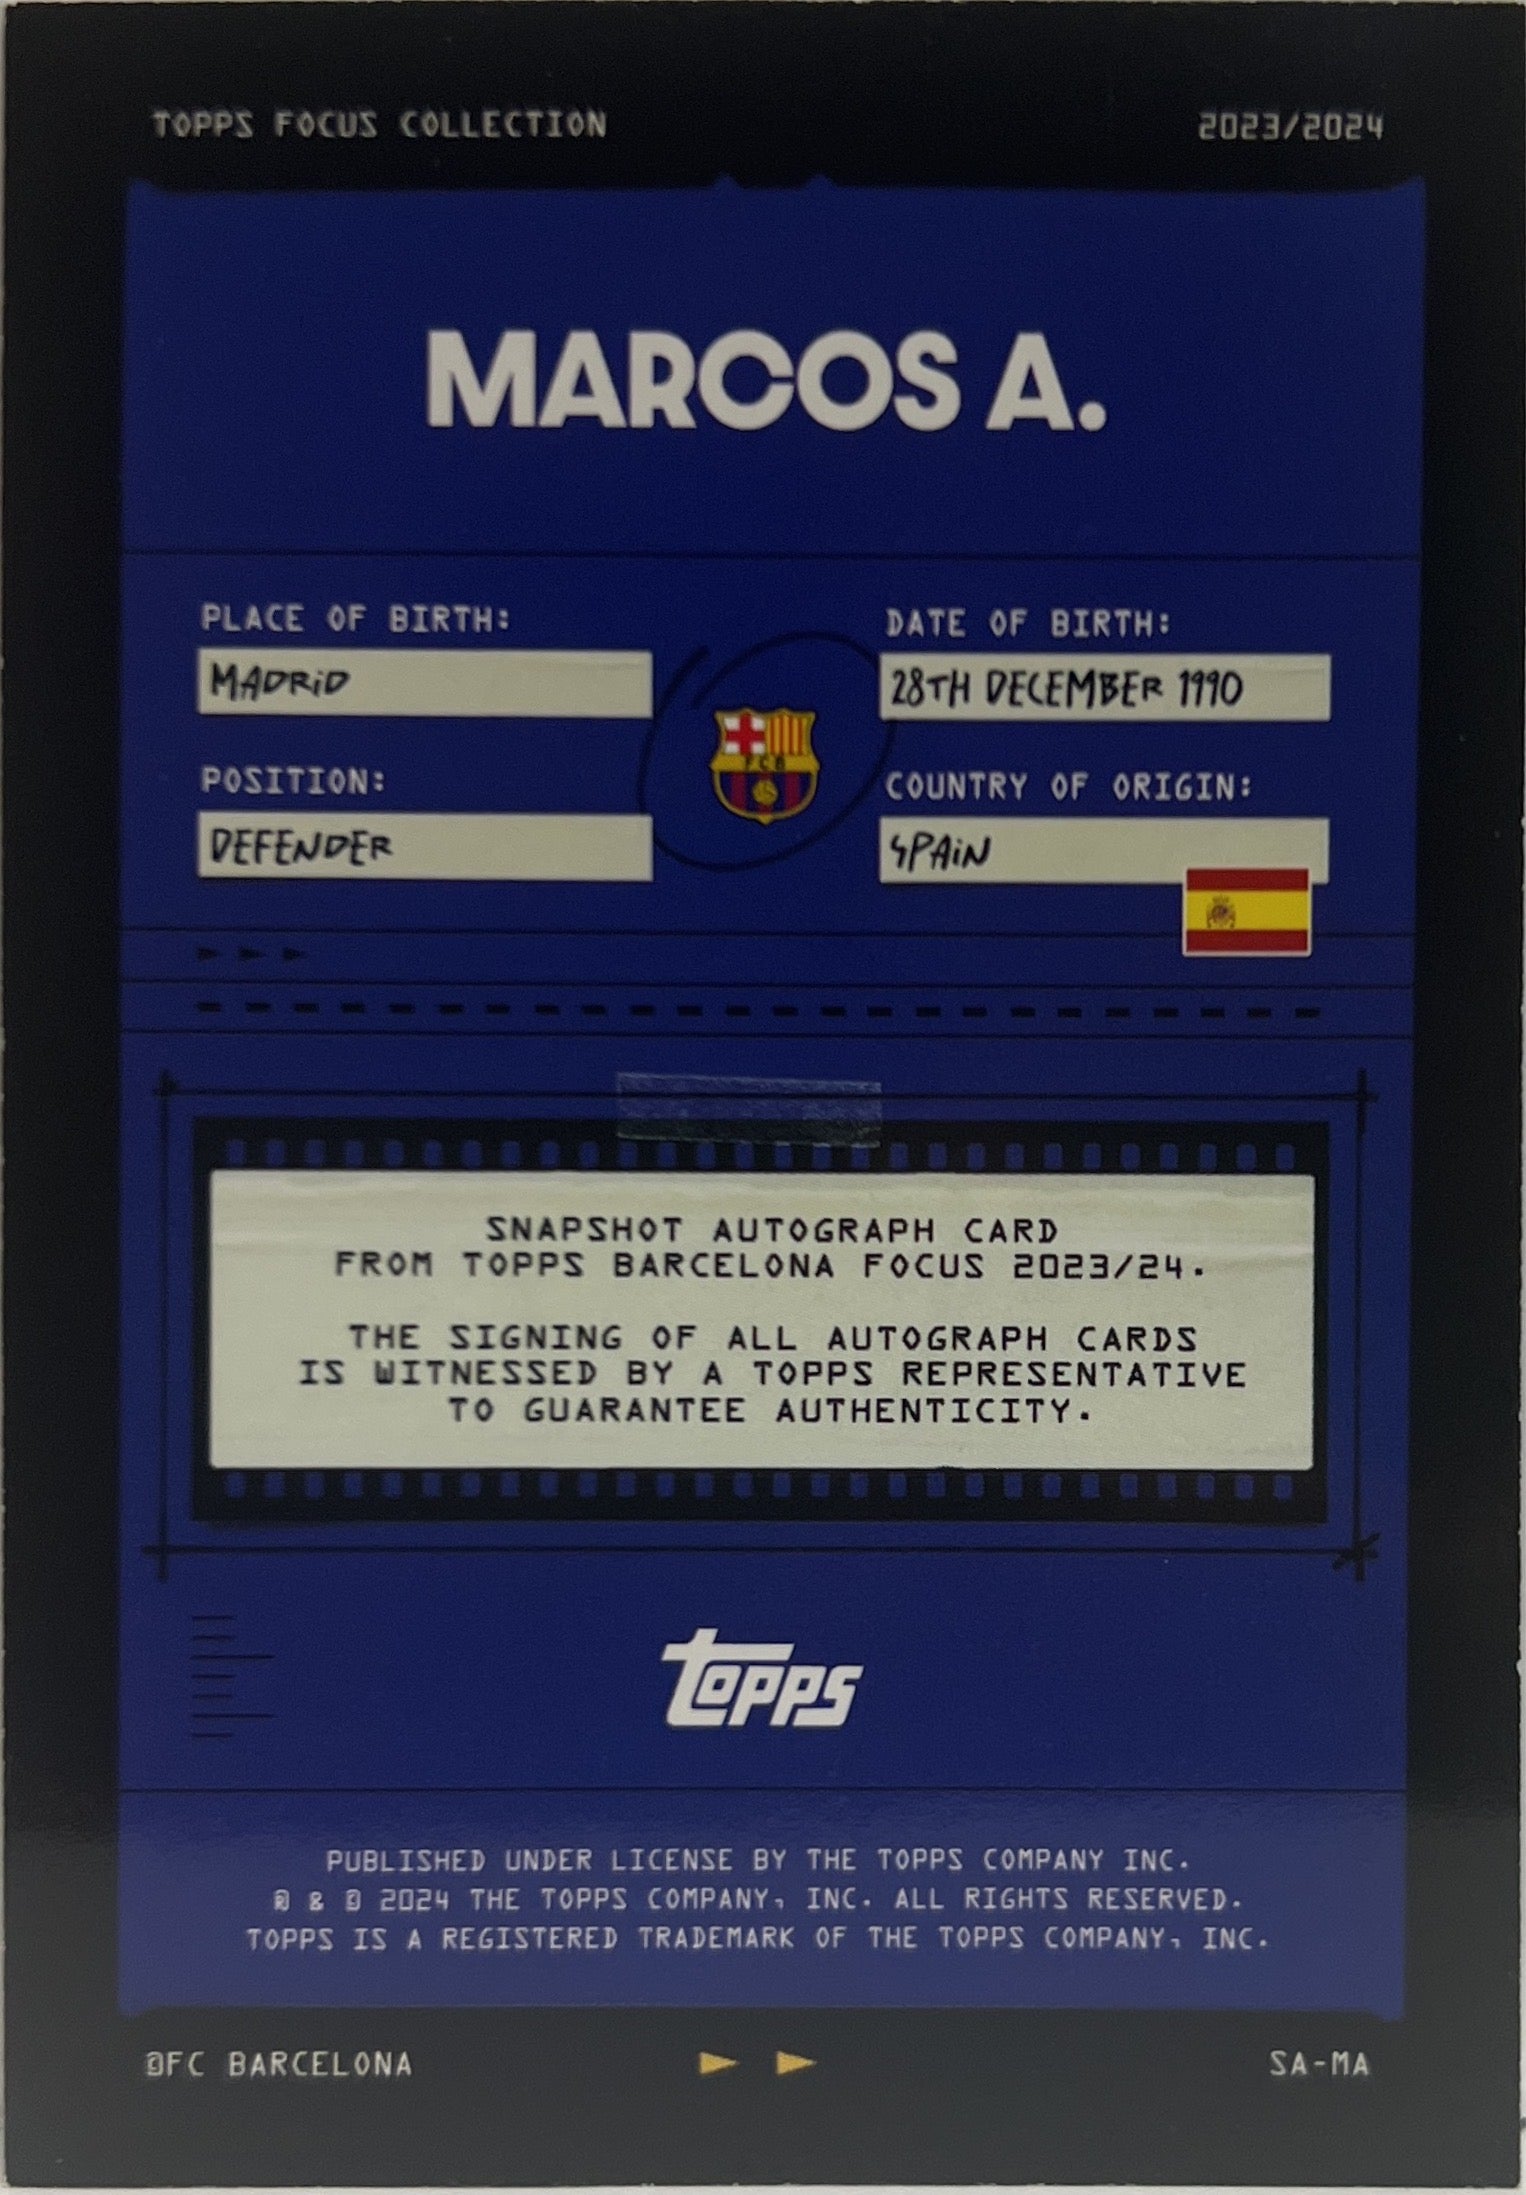 TOPPS FOCUS COLLECTION 2023/2024
MARCOS A.
PLACE OF BIRTH: DATE OF BIRTH:
MADRiD 28TH DECEMBER 1990
FCB
POSITION: COUNTRY OF ORIGIN:
DEFENDER SPAiN
SNAPSHOT AUTOGRAPH CARD
FROM TOPPS BARCELONA FOCUS 2023/24.
THE SIGNING OF ALL AUTOGRAPH CARDS
IS WITNESSED BY A TOPPS REPRESENTATIVE
TO GUARANTEE AUTHENTICITY.
topps
PUBLISHED UNDER LICENSE BY THE TOPPS COMPANY INC.
® & © 2024 THE TOPPS COMPANY, INC. ALL RIGHTS RESERVED.
TOPPS IS A REGISTERED TRADEMARK OF THE TOPPS COMPANY, INC.
©FC BARCELONA SA-MA